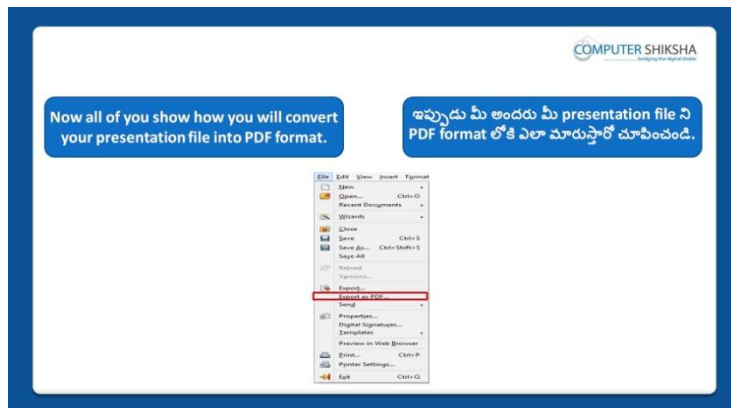 COMPUTER SHIKSHA
bridging the digital divide
Now all of you show how you will convert
your presentation file into PDF format.
ఇప్పుడు మీ అందరు మీ presentation file ని
PDF format లోకి ఎలా మారుస్తారో చూపించండి.
File Edit View Insert Format
New
Open... Ctrl+O
Recent Documents
Wizards
Close
Save Ctrl+S
Save As... Ctrl+Shift+S
Save All
Reload
Versions...
Export...
Export as PDF...
Send
Properties...
Digital Signatures...
Templates
Preview in Web Browser
Print... Ctrl+P
Printer Settings...
Exit Ctrl+Q